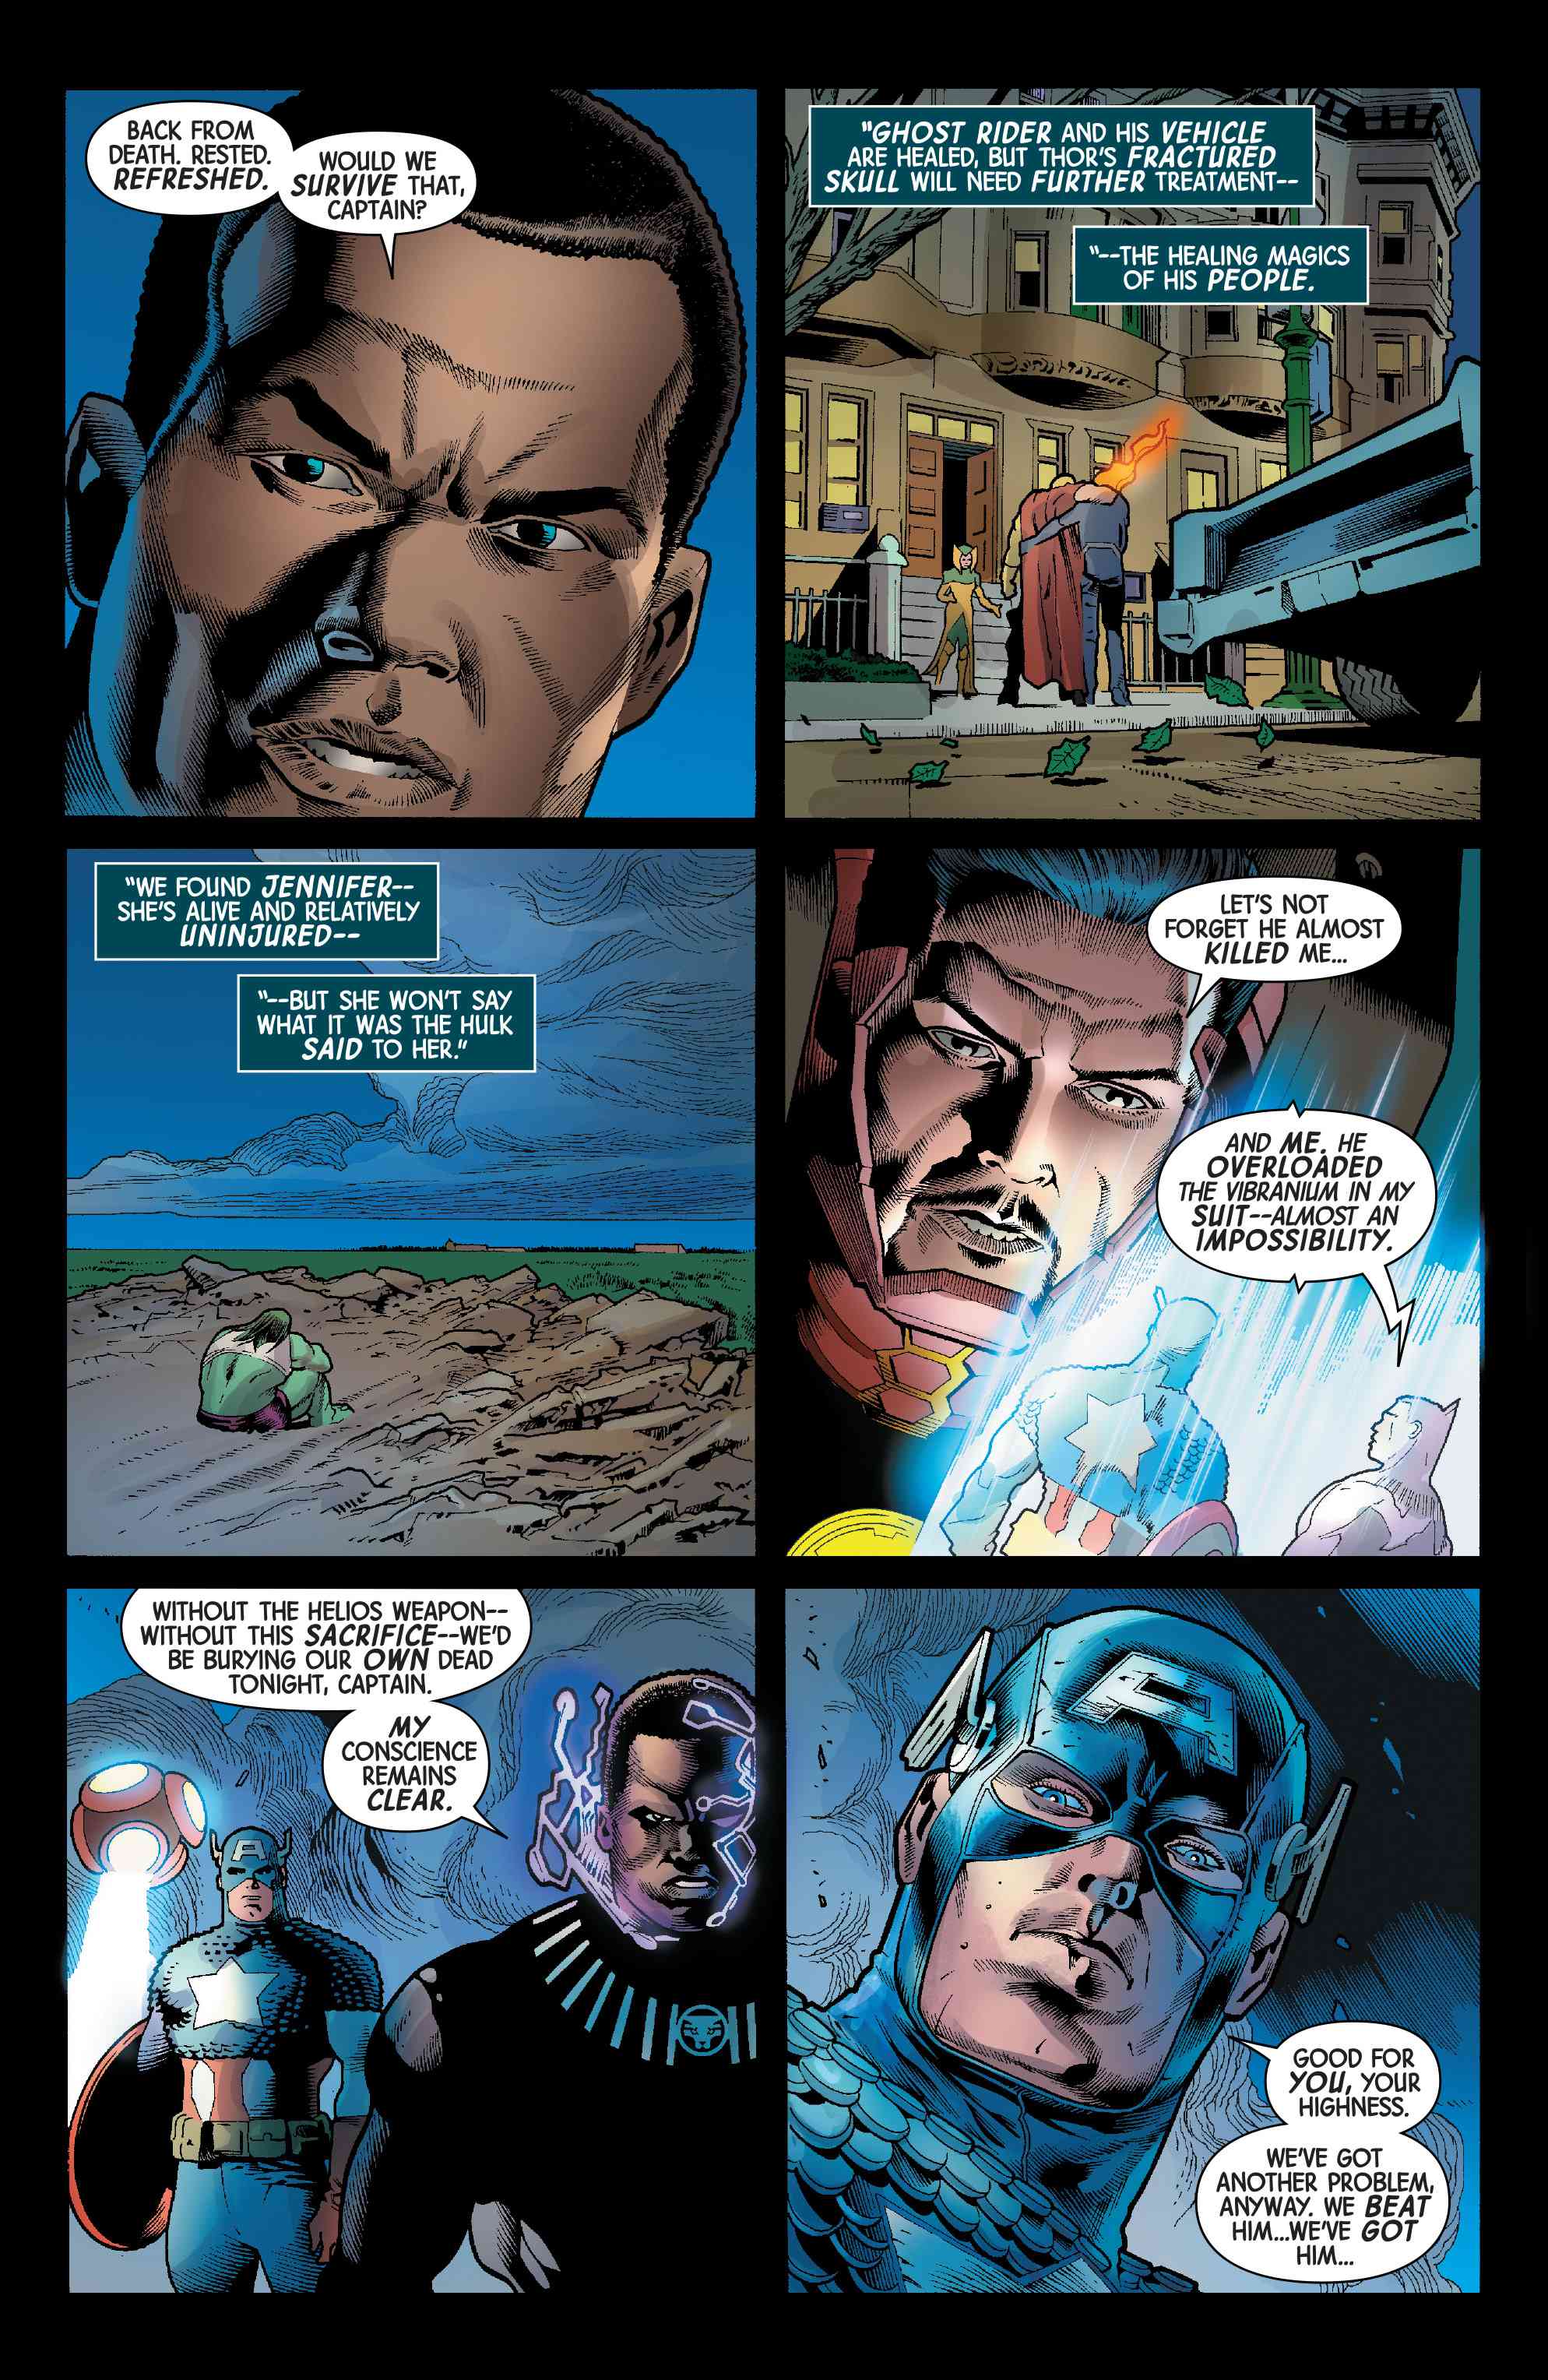 BACK FROM
DEATH. RESTED.
REFRESHED.
WOULD WE
SURVIVE THAT,
CAPTAIN?
"GHOST RIDER AND HIS VEHICLE
ARE HEALED, BUT THOR'S FRACTURED
SKULL WILL NEED FURTHER TREATMENT--
"--THE HEALING MAGICS
OF HIS PEOPLE.
"WE FOUND JENNIFER--
SHE'S ALIVE AND RELATIVELY
UNINJURED--
"--BUT SHE WON'T SAY
WHAT IT WAS THE HULK
SAID TO HER."
LET'S NOT
FORGET HE ALMOST
KILLED ME...
AND ME. HE
OVERLOADED
THE VIBRANIUM IN MY
SUIT--ALMOST AN
IMPOSSIBILITY.
WITHOUT THE HELIOS WEAPON--
WITHOUT THIS SACRIFICE--WE'D
BE BURYING OUR OWN DEAD
TONIGHT, CAPTAIN.
MY
CONSCIENCE
REMAINS
CLEAR.
A
A
GOOD FOR
YOU, YOUR
HIGHNESS.
WE'VE GOT
ANOTHER PROBLEM,
ANYWAY. WE BEAT
HIM...WE'VE GOT
HIM...